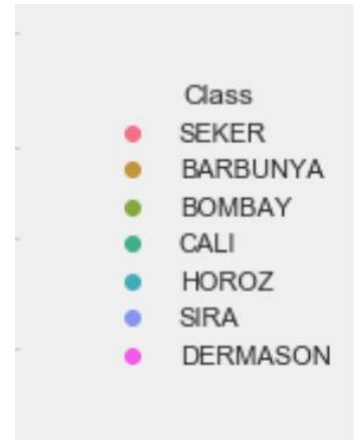 Class
SEKER
BARBUNYA
BOMBAY
CALI
HOROZ
SIRA
DERMASON